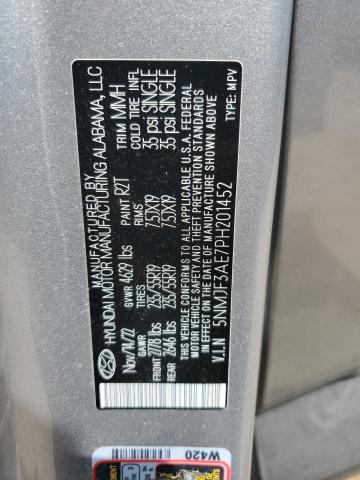 MANUFACTURED BY
HYUNDAI MOTOR MANUFACTURING ALABAMA, LLC
Nov/14/22 GVWR 4629 lbs PAINT R2T TRIM MMH
GAWR TIRES RIMS COLD TIRE INFL
FRONT 2778 lbs 235/55R19 7.5JX19 35 psi SINGLE
REAR 2646 lbs 235/55R19 7.5JX19 35 psi SINGLE
THIS VEHICLE CONFORMS TO ALL APPLICABLE U.S.A. FEDERAL
MOTOR VEHICLE SAFETY AND THEFT PREVENTION STANDARDS
IN EFFECT ON THE DATE OF MANUFACTURE SHOWN ABOVE
V.I.N 5NMJF3AE7PH201452 TYPE: MPV
W420